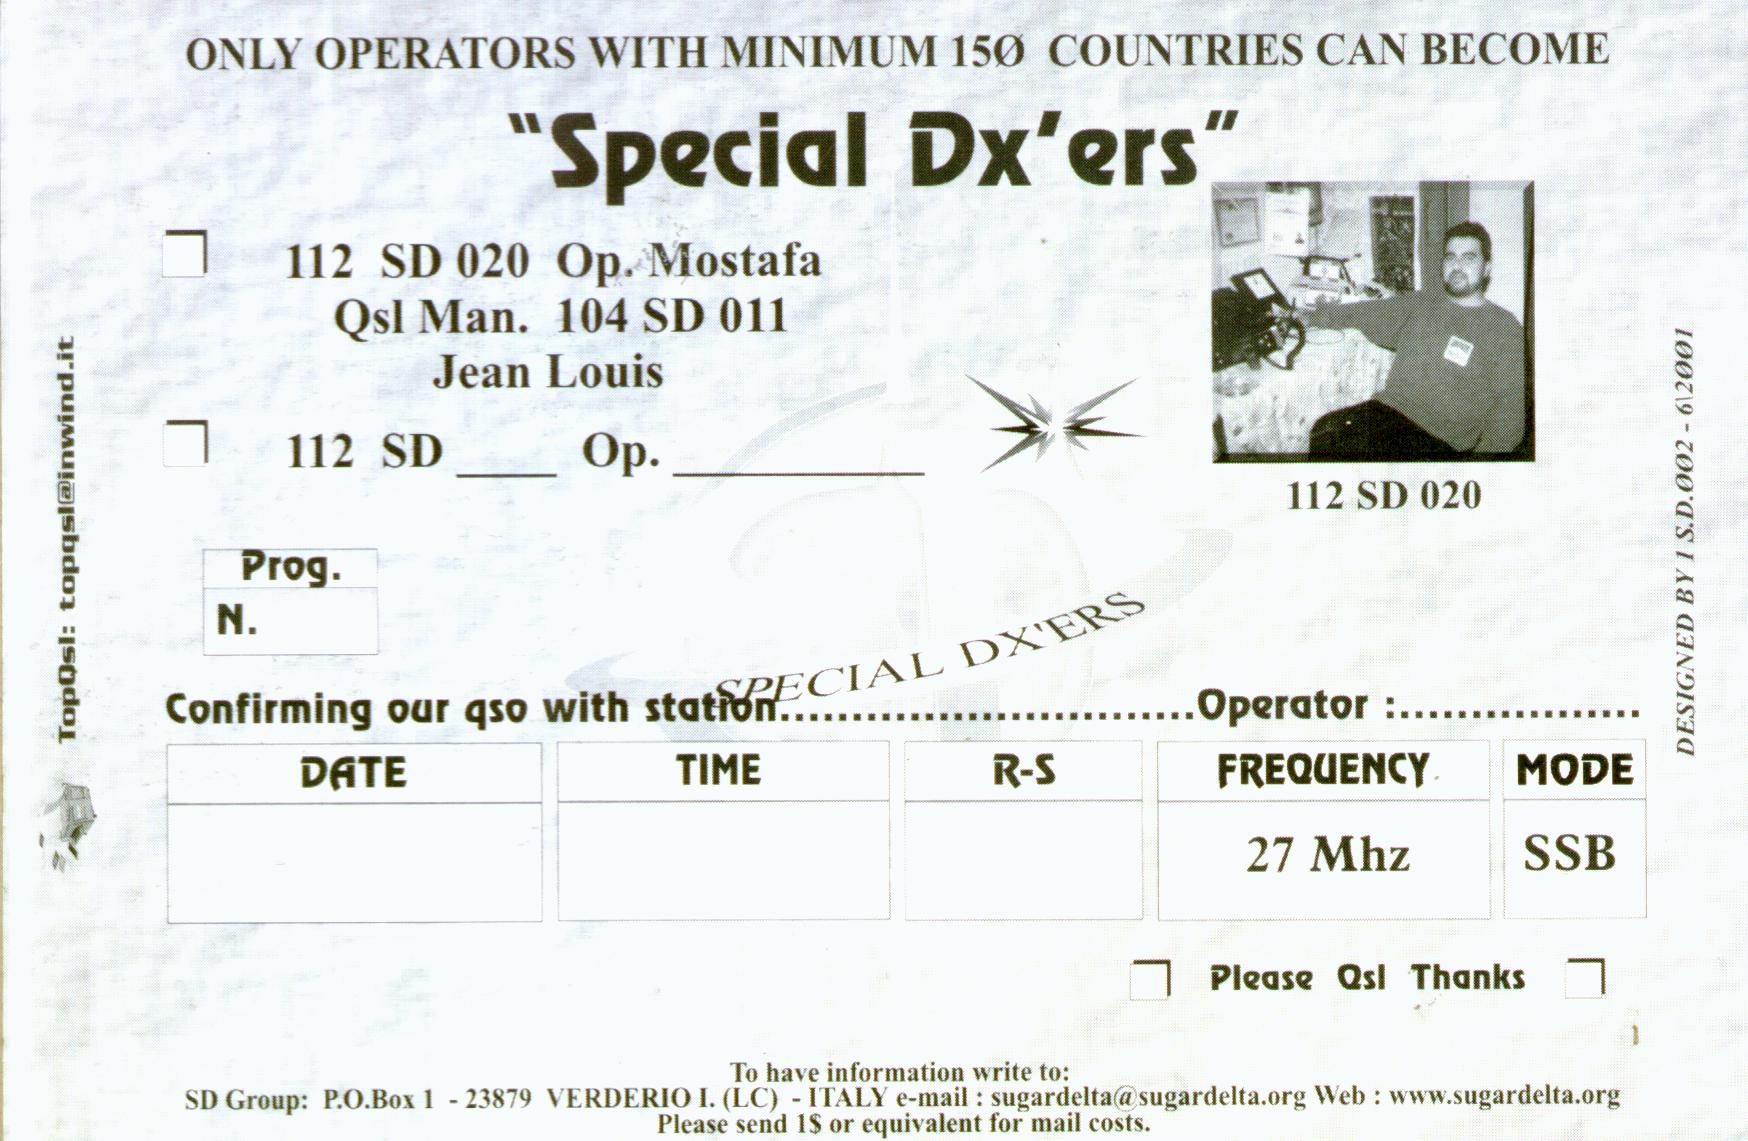 ONLY OPERATORS WITH MINIMUM 15Ø COUNTRIES CAN BECOME
"Special Dx'ers"
112 SD 020 Op. Mostafa
Qsl Man. 104 SD 011
Jean Louis
112 SD ____ Op. __________
112 SD 020
Prog.
N.
SPECIAL DX'ERS
Confirming our qso with station.............................Operator :.................
DATE TIME R-S FREQUENCY MODE
27 Mhz SSB
Please Qsl Thanks
To have information write to:
SD Group: P.O.Box 1 - 23879 VERDERIO I. (LC) - ITALY e-mail : sugardelta@sugardelta.org Web : www.sugardelta.org
Please send 1$ or equivalent for mail costs.
TopQsl: topqsl@inwind.it
DESIGNED BY 1 S.D.ØØ2 - 6\2ØØ1